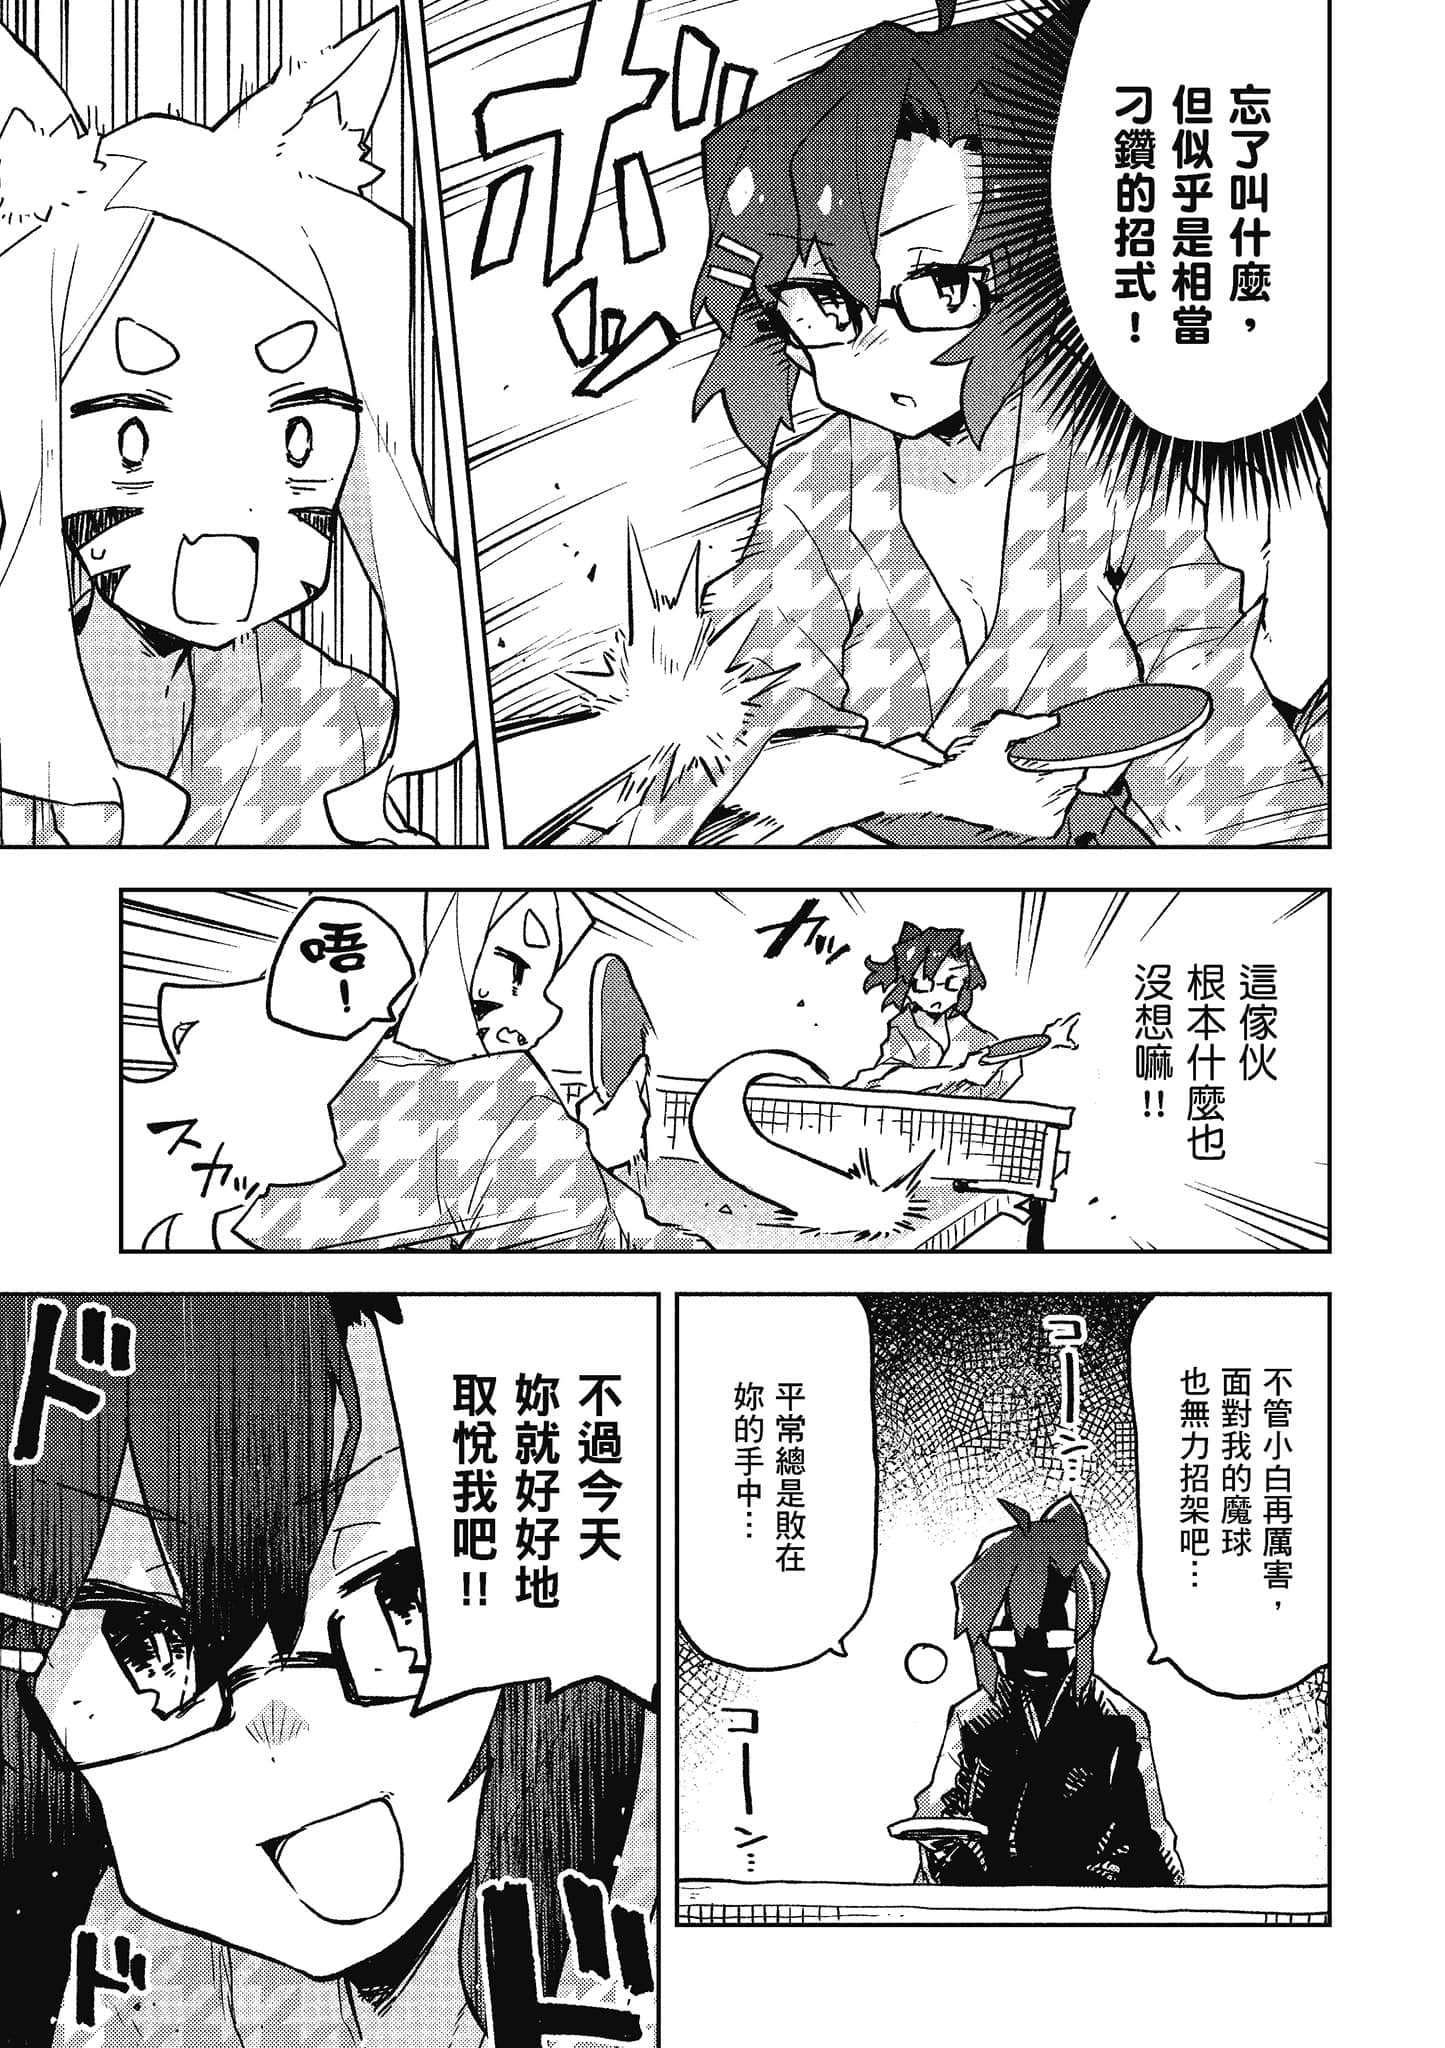 忘了叫什麼，
但似乎是相當
刁鑽的招式！
ギュッ
這傢伙
根本什麼也
沒想嘛!!
カッ
唔！
スカッ
不管小白再厲害，
面對我的魔球
也無力招架吧…
コーン…
平常總是敗在
妳的手中…
コーン…
不過今天
妳就好好地
取悅我吧!!
ド
ド
ド